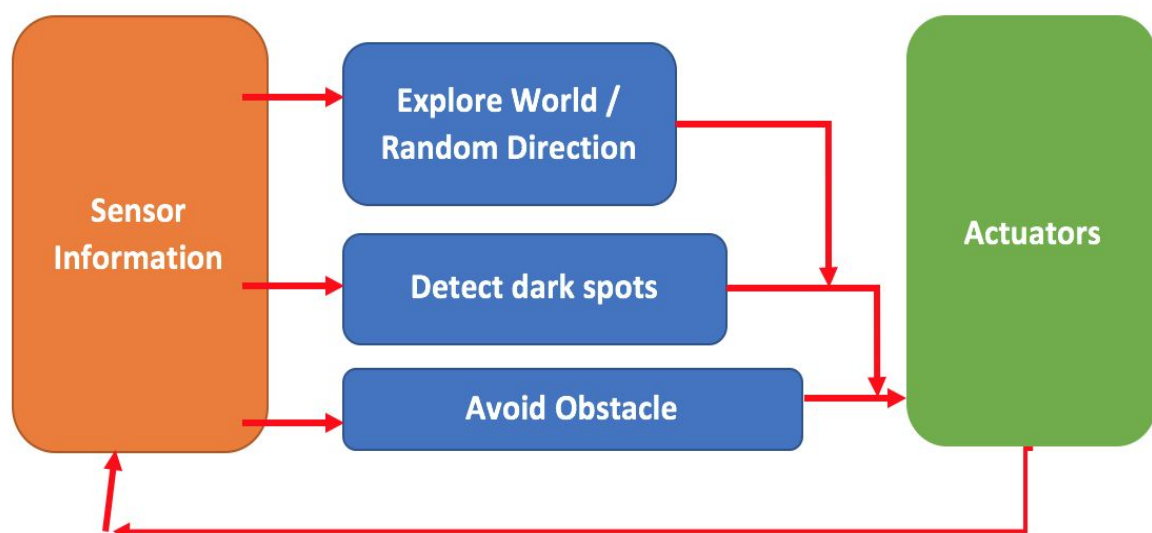 Sensor
Information
Explore World /
Random Direction
Detect dark spots
Avoid Obstacle
Actuators